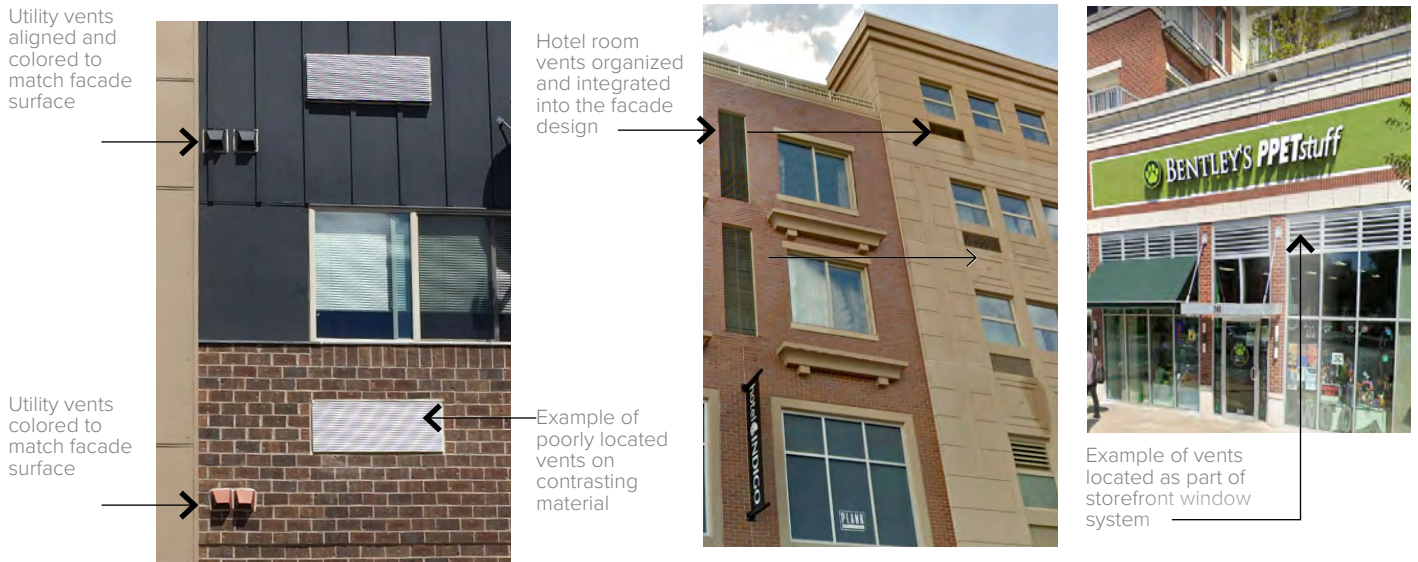 Utility vents
aligned and
colored to
match facade
surface
Utility vents
colored to
match facade
surface
Hotel room
vents organized
and integrated
into the facade
design
Example of
poorly located
vents on
contrasting
material
hotel INDIGO
PLANK
BENTLEY'S PPETstuff
Example of vents
located as part of
storefront window
system